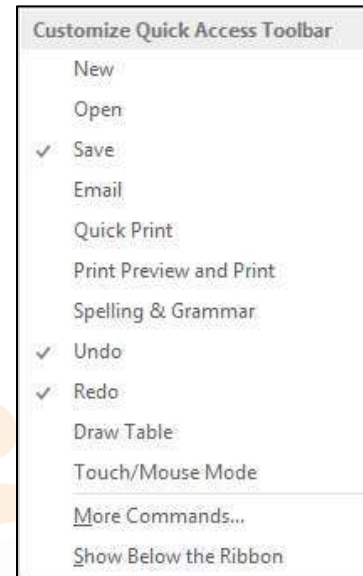 Customize Quick Access Toolbar
New
Open
Save
Email
Quick Print
Print Preview and Print
Spelling & Grammar
Undo
Redo
Draw Table
Touch/Mouse Mode
More Commands...
Show Below the Ribbon